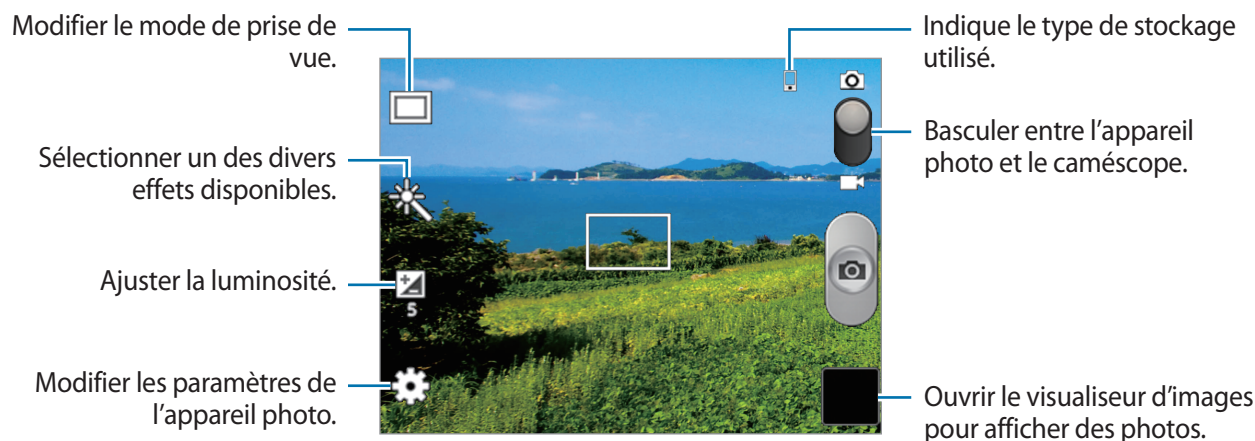 Modifier le mode de prise de
vue.
Sélectionner un des divers
effets disponibles.
Ajuster la luminosité.
5
Modifier les paramètres de
l'appareil photo.
Indique le type de stockage
utilisé.
Basculer entre l'appareil
photo et le caméscope.
Ouvrir le visualiseur d'images
pour afficher des photos.